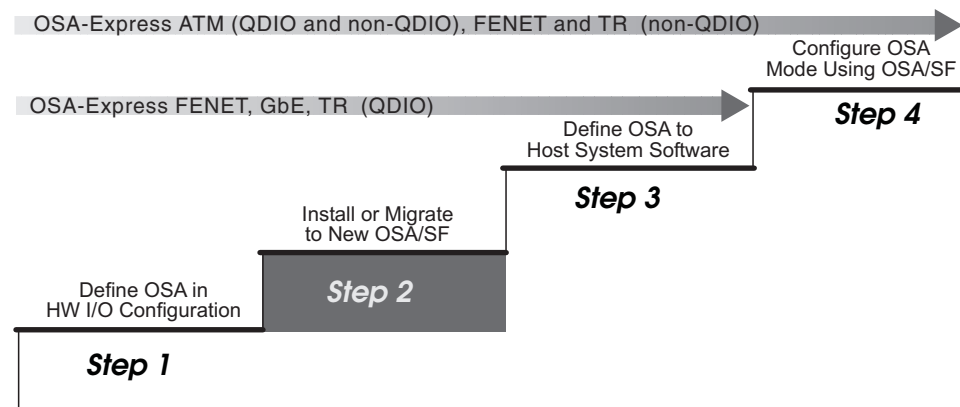 OSA-Express ATM (QDIO and non-QDIO), FENET and TR (non-QDIO)
Configure OSA
Mode Using OSA/SF
Step 4
OSA-Express FENET, GbE, TR (QDIO)
Define OSA to
Host System Software
Step 3
Install or Migrate
to New OSA/SF
Step 2
Define OSA in
HW I/O Configuration
Step 1